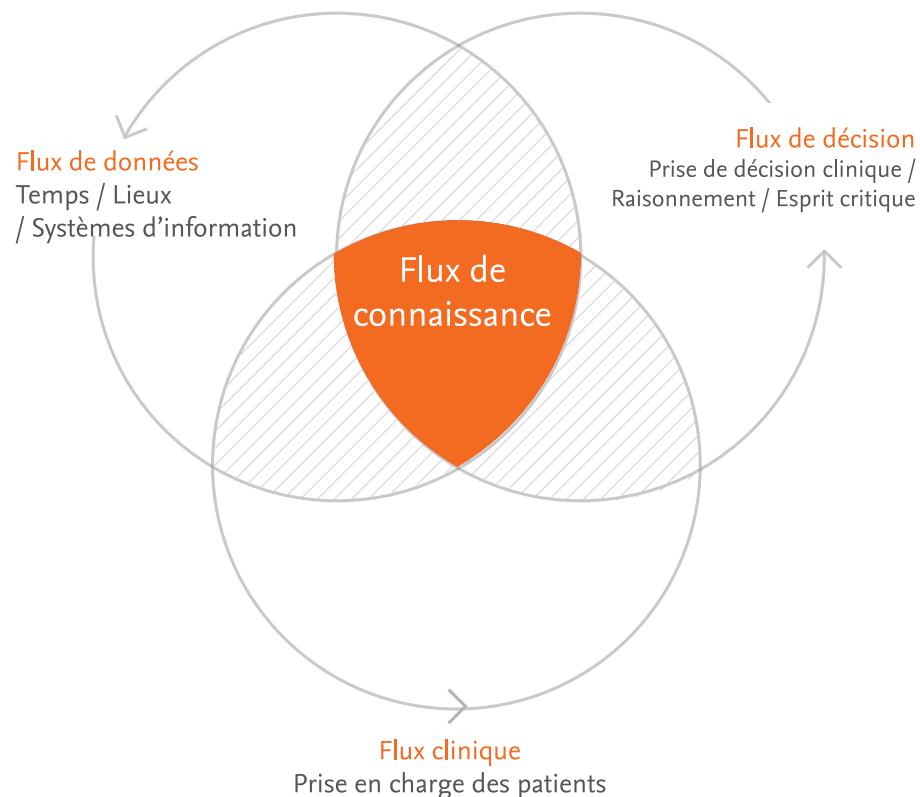 Flux de données
Temps / Lieux
/ Systèmes d’information
Flux de décision
Prise de décision clinique /
Raisonnement / Esprit critique
Flux de
connaissance
Flux clinique
Prise en charge des patients